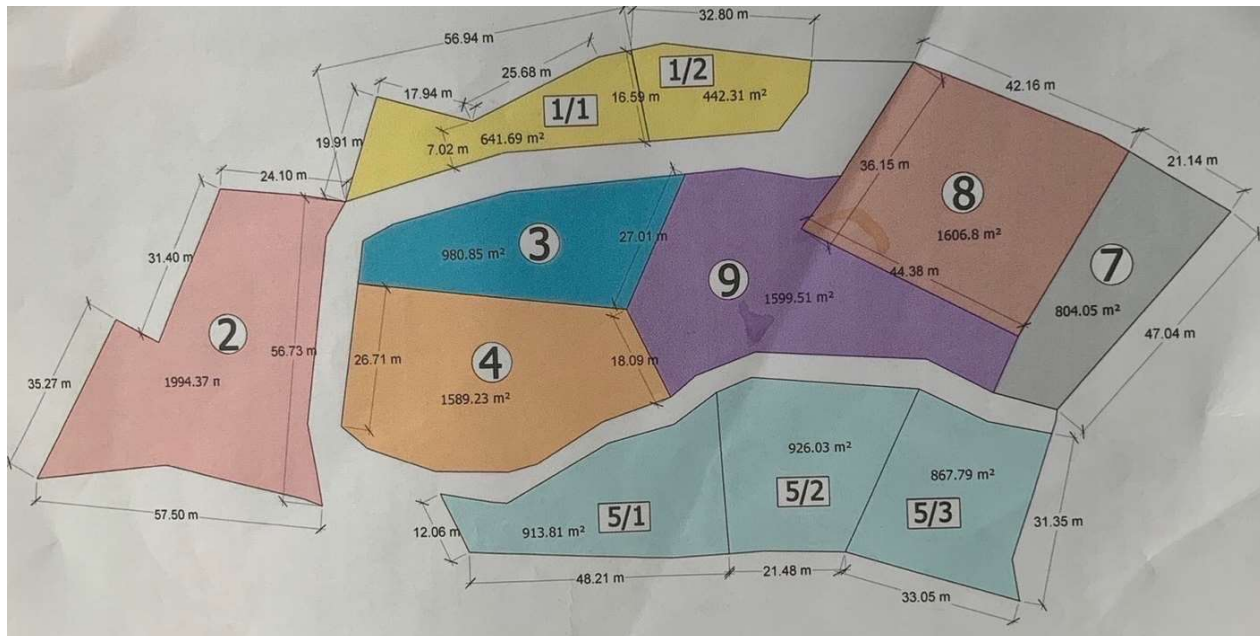 32.80 m
56.94 m
25.68 m
1/2
42.16 m
17.94 m
16.59 m
442.31 m²
1/1
19.91 m
7.02 m
641.69 m²
21.14 m
24.10 m
36.15 m
8
1606.8 m²
31.40 m
3
980.85 m²
27.01 m
9
1599.51 m²
44.38 m
7
804.05 m²
2
56.73 m
1994.37 m
35.27 m
26.71 m
4
1589.23 m²
18.09 m
47.04 m
57.50 m
12.06 m
913.81 m²
5/1
926.03 m²
5/2
867.79 m²
5/3
31.35 m
48.21 m
21.48 m
33.05 m